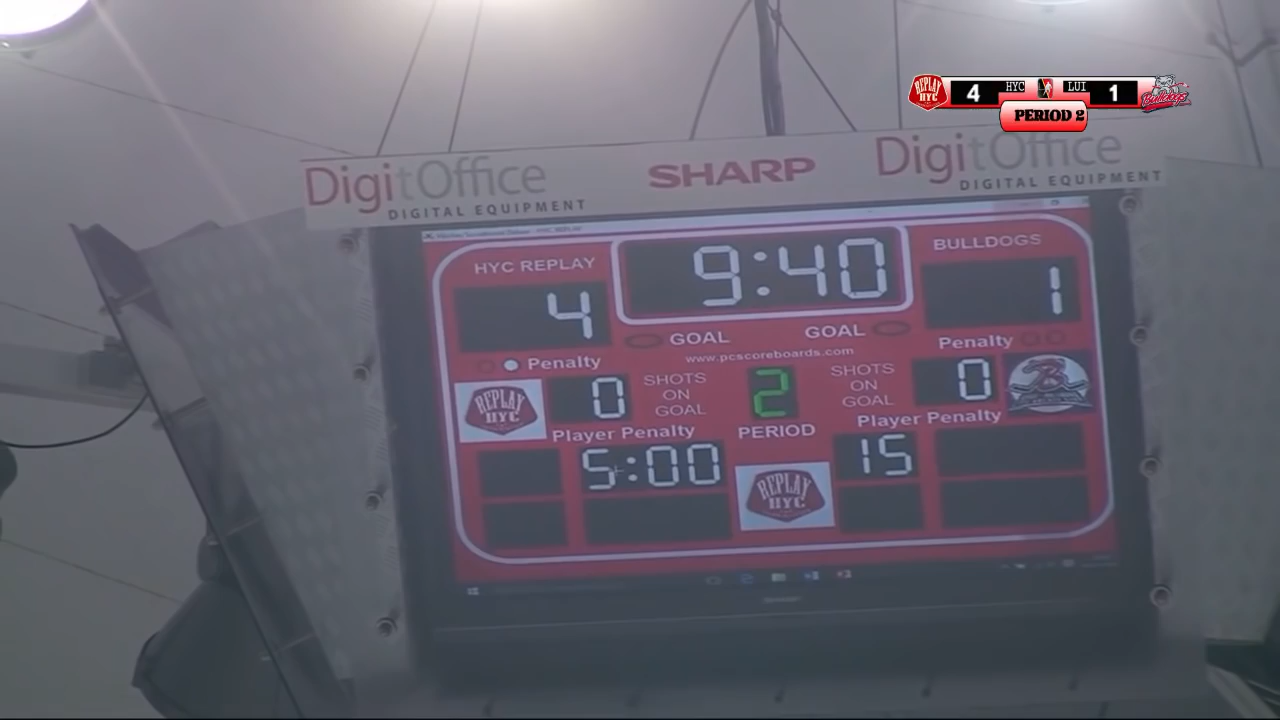 4 HYC LUI 1
REPLAY HYC
Bulldogs
PERIOD 2
DigitOffice
DIGITAL EQUIPMENT
SHARP
DigitOffice
DIGITAL EQUIPMENT
HYC REPLAY
9:40
BULLDOGS
4
1
GOAL
GOAL
www.pcscoreboards.com
Penalty
Penalty
REPLAY
HYC
0
SHOTS
ON
GOAL
2
SHOTS
ON
GOAL
0
B
Player Penalty
PERIOD
Player Penalty
5:00
15
REPLAY
HYC